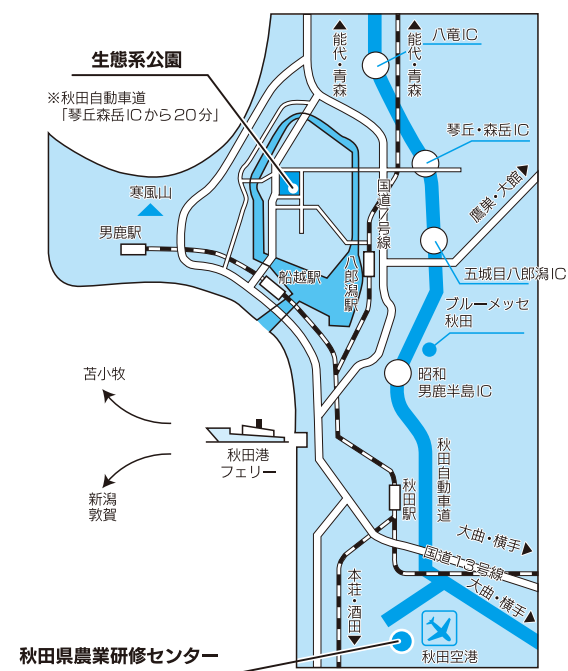 能代・青森
能代・青森
八竜IC
生態系公園
※秋田自動車道
「琴丘森岳ICから20分」
琴丘・森岳IC
鷹巣・大館
国道7号線
寒風山
男鹿駅
船越駅
八郎潟駅
五城目八郎潟IC
ブルーメッセ
秋田
昭和
男鹿半島IC
苫小牧
秋田港
フェリー
新潟
敦賀
秋田自動車道
秋田駅
大曲・横手
国道13号線
大曲・横手
本荘・酒田
秋田空港
秋田県農業研修センター